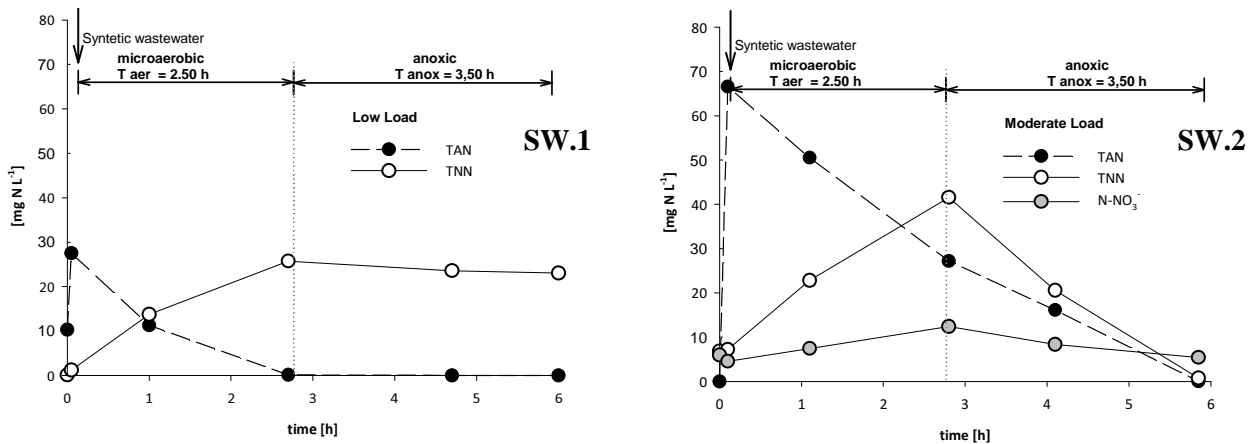 80
70
60
50
40
30
20
10
0
[mg N L-1]
Syntetic wastewater
microaerobic
T aer = 2.50 h
anoxic
T anox = 3,50 h
Low Load
TAN
TNN
SW.1
0 1 2 3 4 5 6
time [h]
80
70
60
50
40
30
20
10
0
[mg N L-1]
Syntetic wastewater
microaerobic
T aer = 2.50 h
anoxic
T anox = 3,50 h
Moderate Load
TAN
TNN
N-NO3-
SW.2
0 1 2 3 4 5 6
time [h]